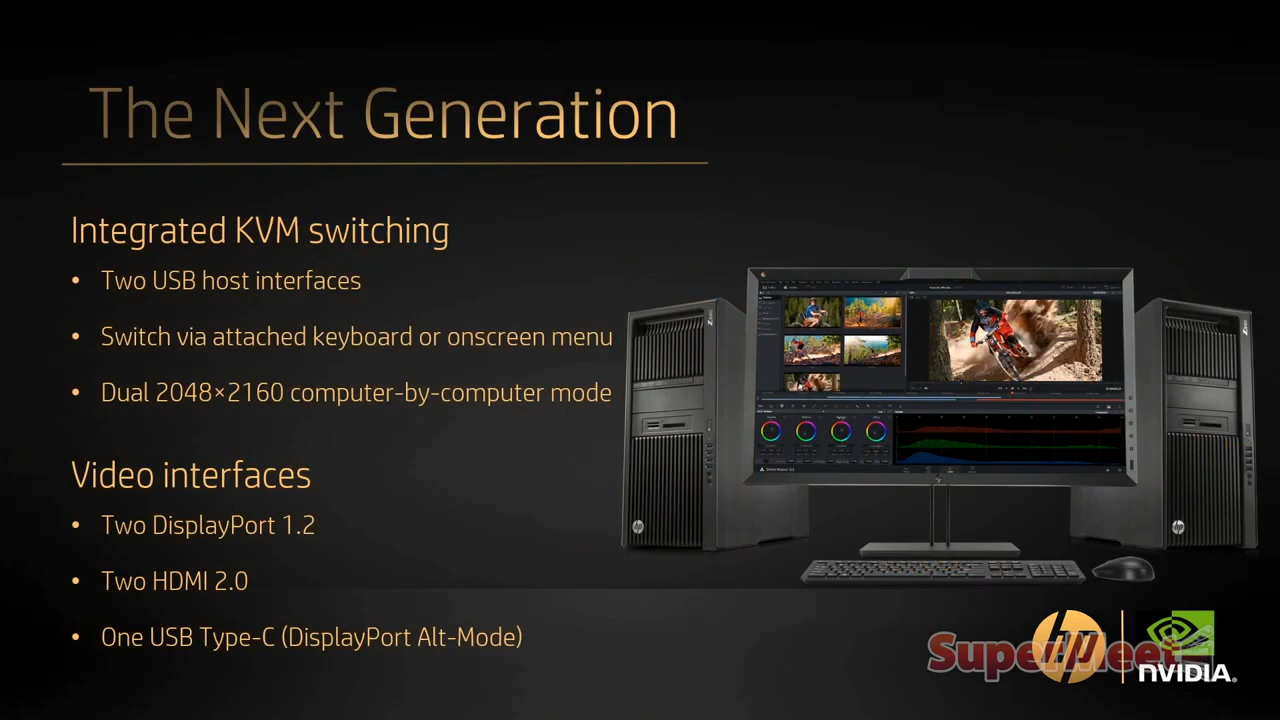 The Next Generation
Integrated KVM switching
• Two USB host interfaces
• Switch via attached keyboard or onscreen menu
• Dual 2048×2160 computer-by-computer mode
Video interfaces
• Two DisplayPort 1.2
• Two HDMI 2.0
• One USB Type-C (DisplayPort Alt-Mode)
hp
SuperMeet
nVIDIA.